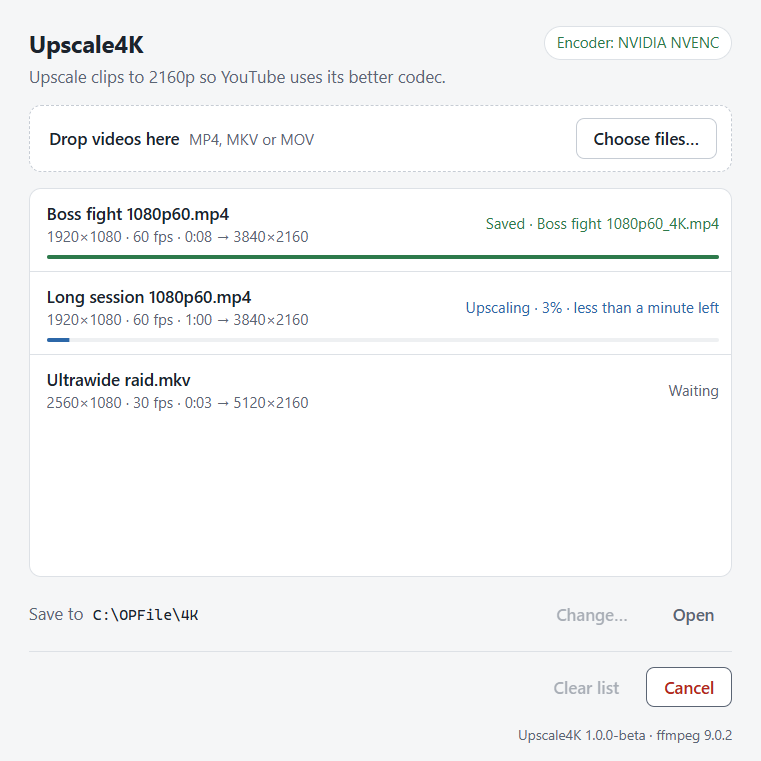 Upscale4K
Encoder: NVIDIA NVENC
Upscale clips to 2160p so YouTube uses its better codec.
Drop videos here MP4, MKV or MOV
Choose files...
Boss fight 1080p60.mp4
1920×1080 · 60 fps · 0:08 → 3840×2160
Saved · Boss fight 1080p60_4K.mp4
Long session 1080p60.mp4
1920×1080 · 60 fps · 1:00 → 3840×2160
Upscaling · 3% · less than a minute left
Ultrawide raid.mkv
2560×1080 · 30 fps · 0:03 → 5120×2160
Waiting
Save to C:\OPFile\4K
Change...
Open
Clear list
Cancel
Upscale4K 1.0.0-beta · ffmpeg 9.0.2